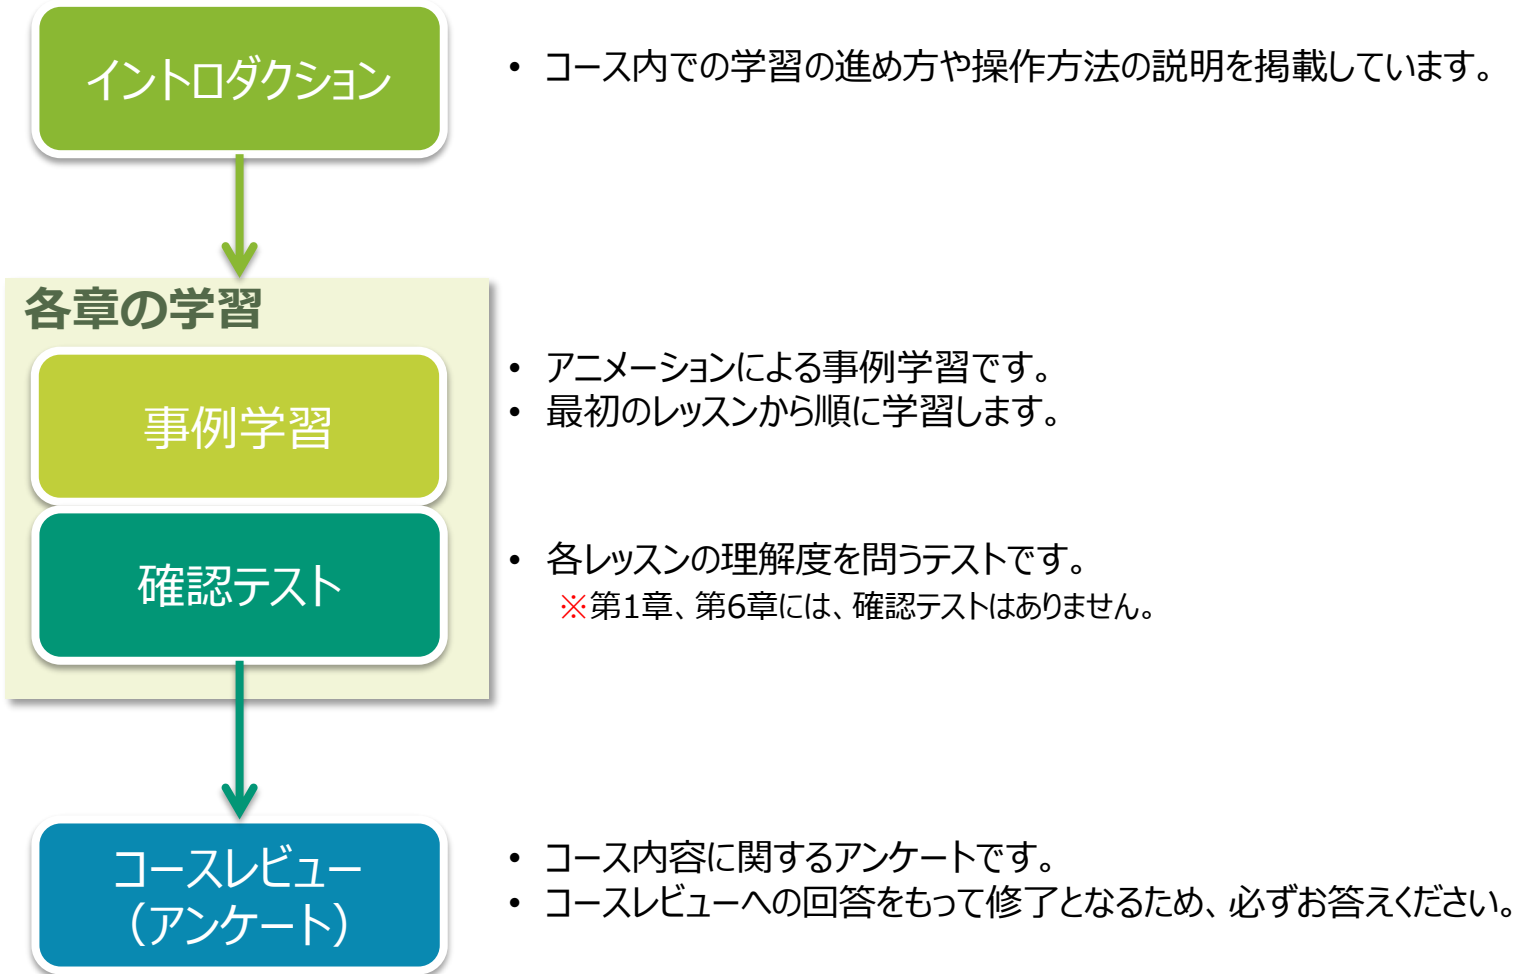 イントロダクション
• コース内での学習の進め方や操作方法の説明を掲載しています。
各章の学習
事例学習
• アニメーションによる事例学習です。
• 最初のレッスンから順に学習します。
確認テスト
• 各レッスンの理解度を問うテストです。
※第1章、第6章には、確認テストはありません。
コースレビュー
（アンケート）
• コース内容に関するアンケートです。
• コースレビューへの回答をもって修了となるため、必ずお答えください。